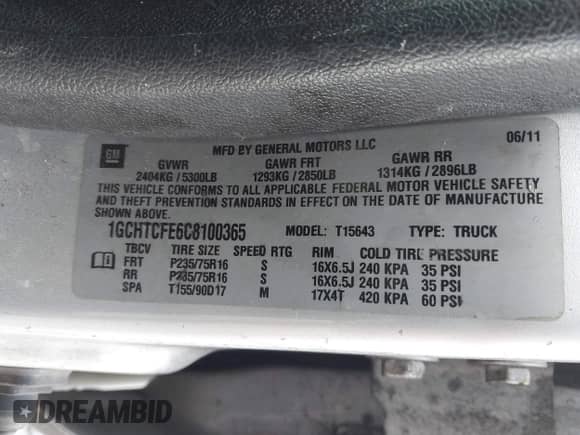 MFD BY GENERAL MOTORS LLC 06/11
GM GVWR GAWR FRT GAWR RR
2404KG / 5300LB 1293KG / 2850LB 1314KG / 2896LB
THIS VEHICLE CONFORMS TO ALL APPLICABLE FEDERAL MOTOR VEHICLE SAFETY
AND THEFT PREVENTION STANDARDS IN EFFECT ON THE DATE OF MANUFACTURE
SHOWN ABOVE.
1GCHTCFE6C8100365 MODEL: T15643 TYPE: TRUCK
TBCV TIRE SIZE SPEED RTG RIM COLD TIRE PRESSURE
FRT P235/75R16 S 16X6.5J 240 KPA 35 PSI
RR P235/75R16 S 16X6.5J 240 KPA 35 PSI
SPA T155/90D17 M 17X4T 420 KPA 60 PSI
DREAMBID